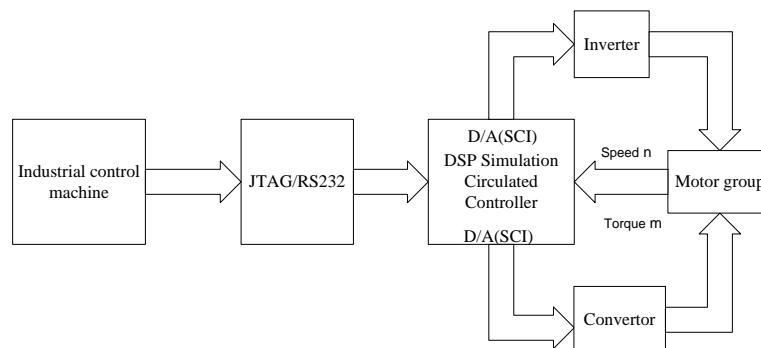 Inverter
Industrial control
machine
JTAG/RS232
D/A(SCI)
DSP Simulation
Circulated
Controller
D/A(SCI)
Speed n
Torque m
Motor group
Convertor